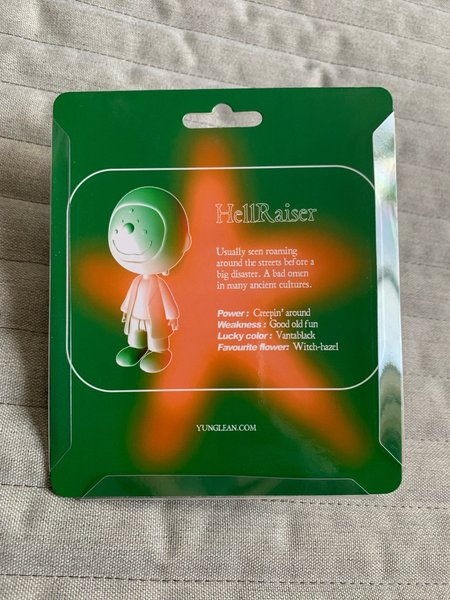 HellRaiser
Usually seen roaming
around the streets before a
big disaster. A bad omen
in many ancient cultures.
Power : Creepin' around
Weakness : Good old fun
Lucky color : Vantablack
Favourite flower: Witch-hazel
YUNGLEAN.COM